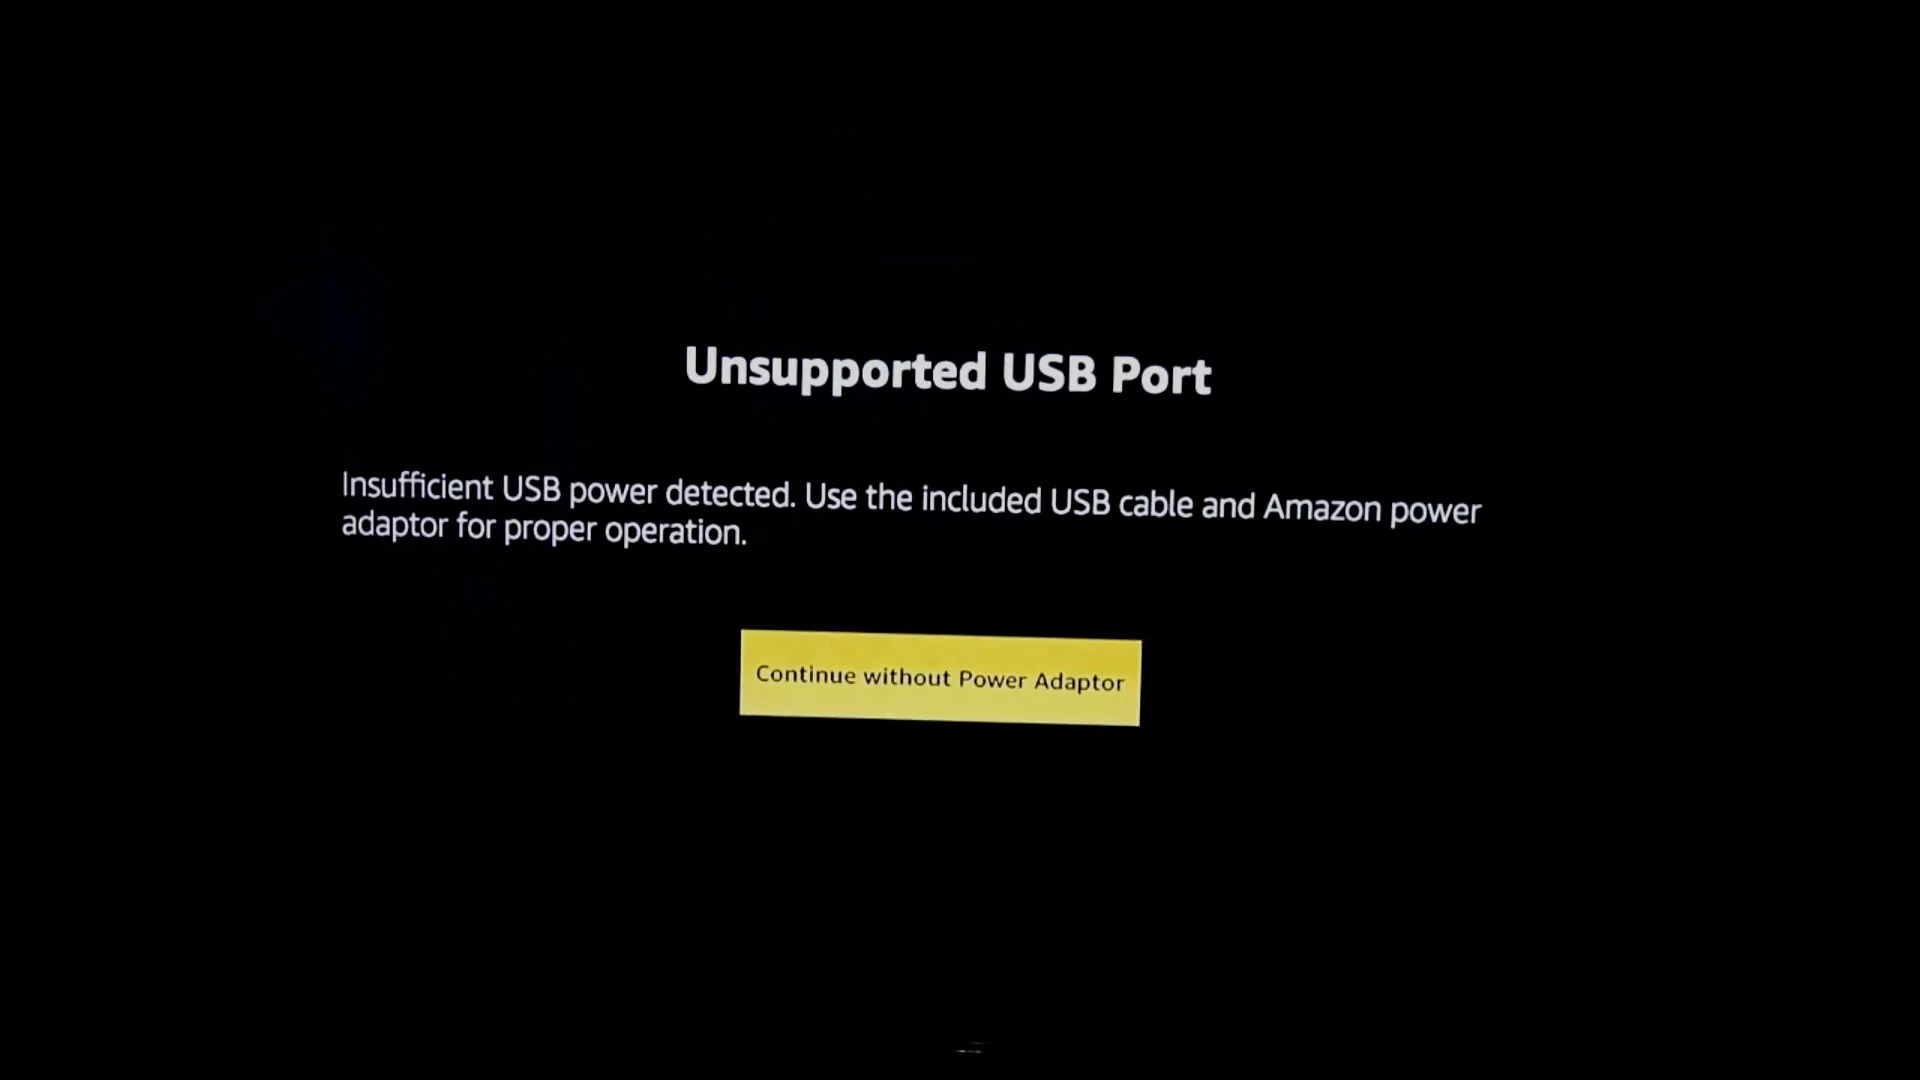 Unsupported USB Port
Insufficient USB power detected. Use the included USB cable and Amazon power
adaptor for proper operation.
Continue without Power Adaptor